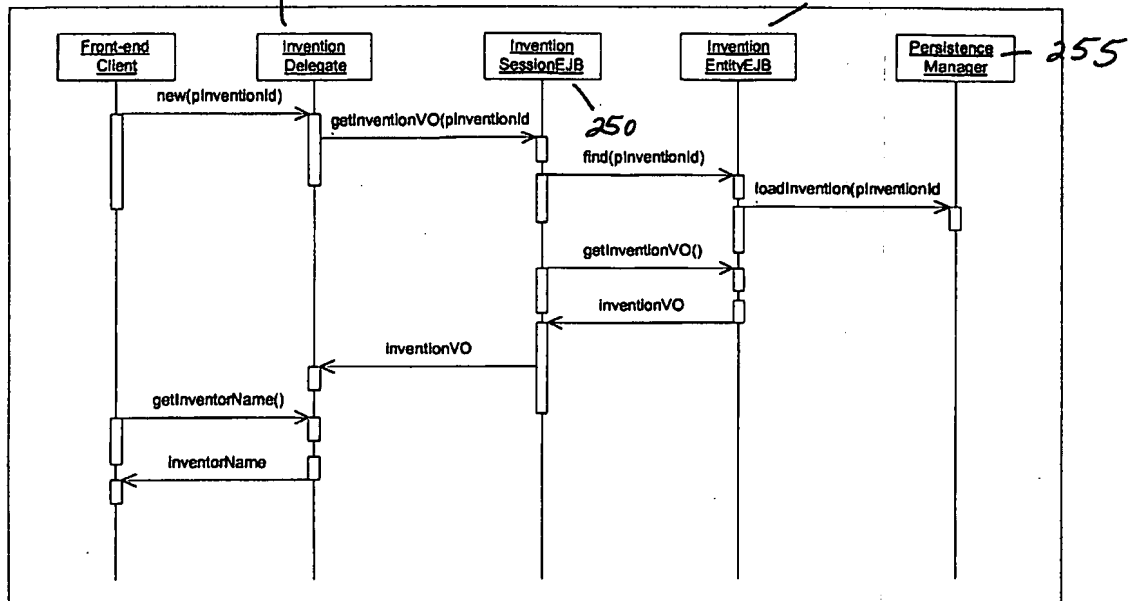 Front-end
Client
Invention
Delegate
Invention
SessionEJB
Invention
EntityEJB
Persistence
Manager
255
new(pInventionId)
getInventionVO(pInventionId
250
find(pInventionId)
loadInvention(pInventionId
getInventionVO()
inventionVO
inventionVO
getInventorName()
inventorName